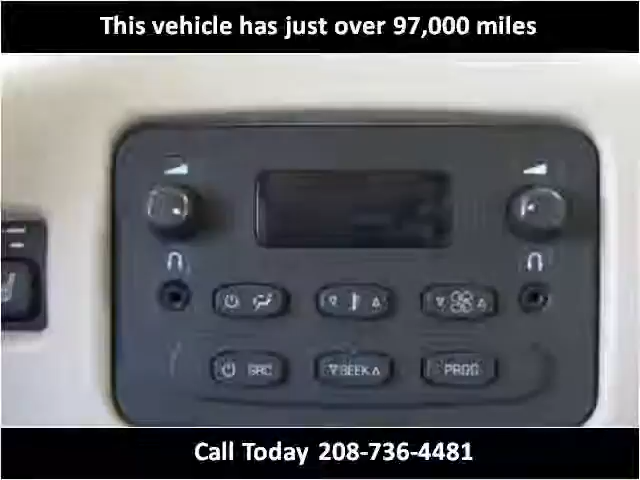 This vehicle has just over 97,000 miles
SRC
SEEK
PROG
Call Today 208-736-4481